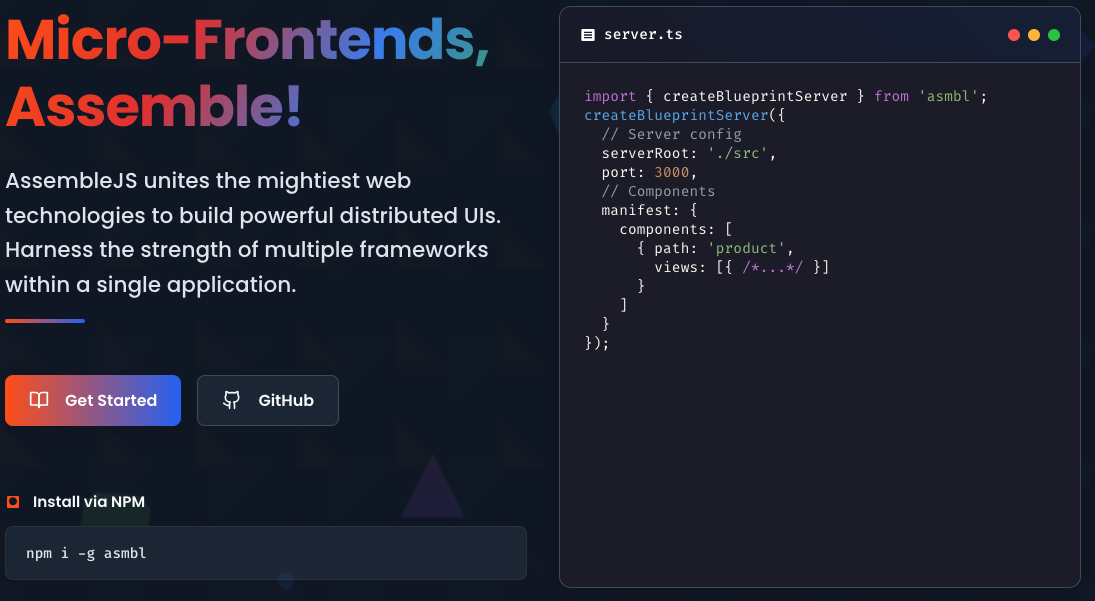 Micro-Frontends,
Assemble!
AssembleJS unites the mightiest web
technologies to build powerful distributed UIs.
Harness the strength of multiple frameworks
within a single application.
Get Started
GitHub
Install via NPM
npm i -g asmbl
server.ts
import { createBlueprintServer } from 'asmbl';
createBlueprintServer({
  // Server config
  serverRoot: './src',
  port: 3000,
  // Components
  manifest: {
    components: [
      { path: 'product',
        views: [{ /*...*/ }]
      }
    ]
  }
});